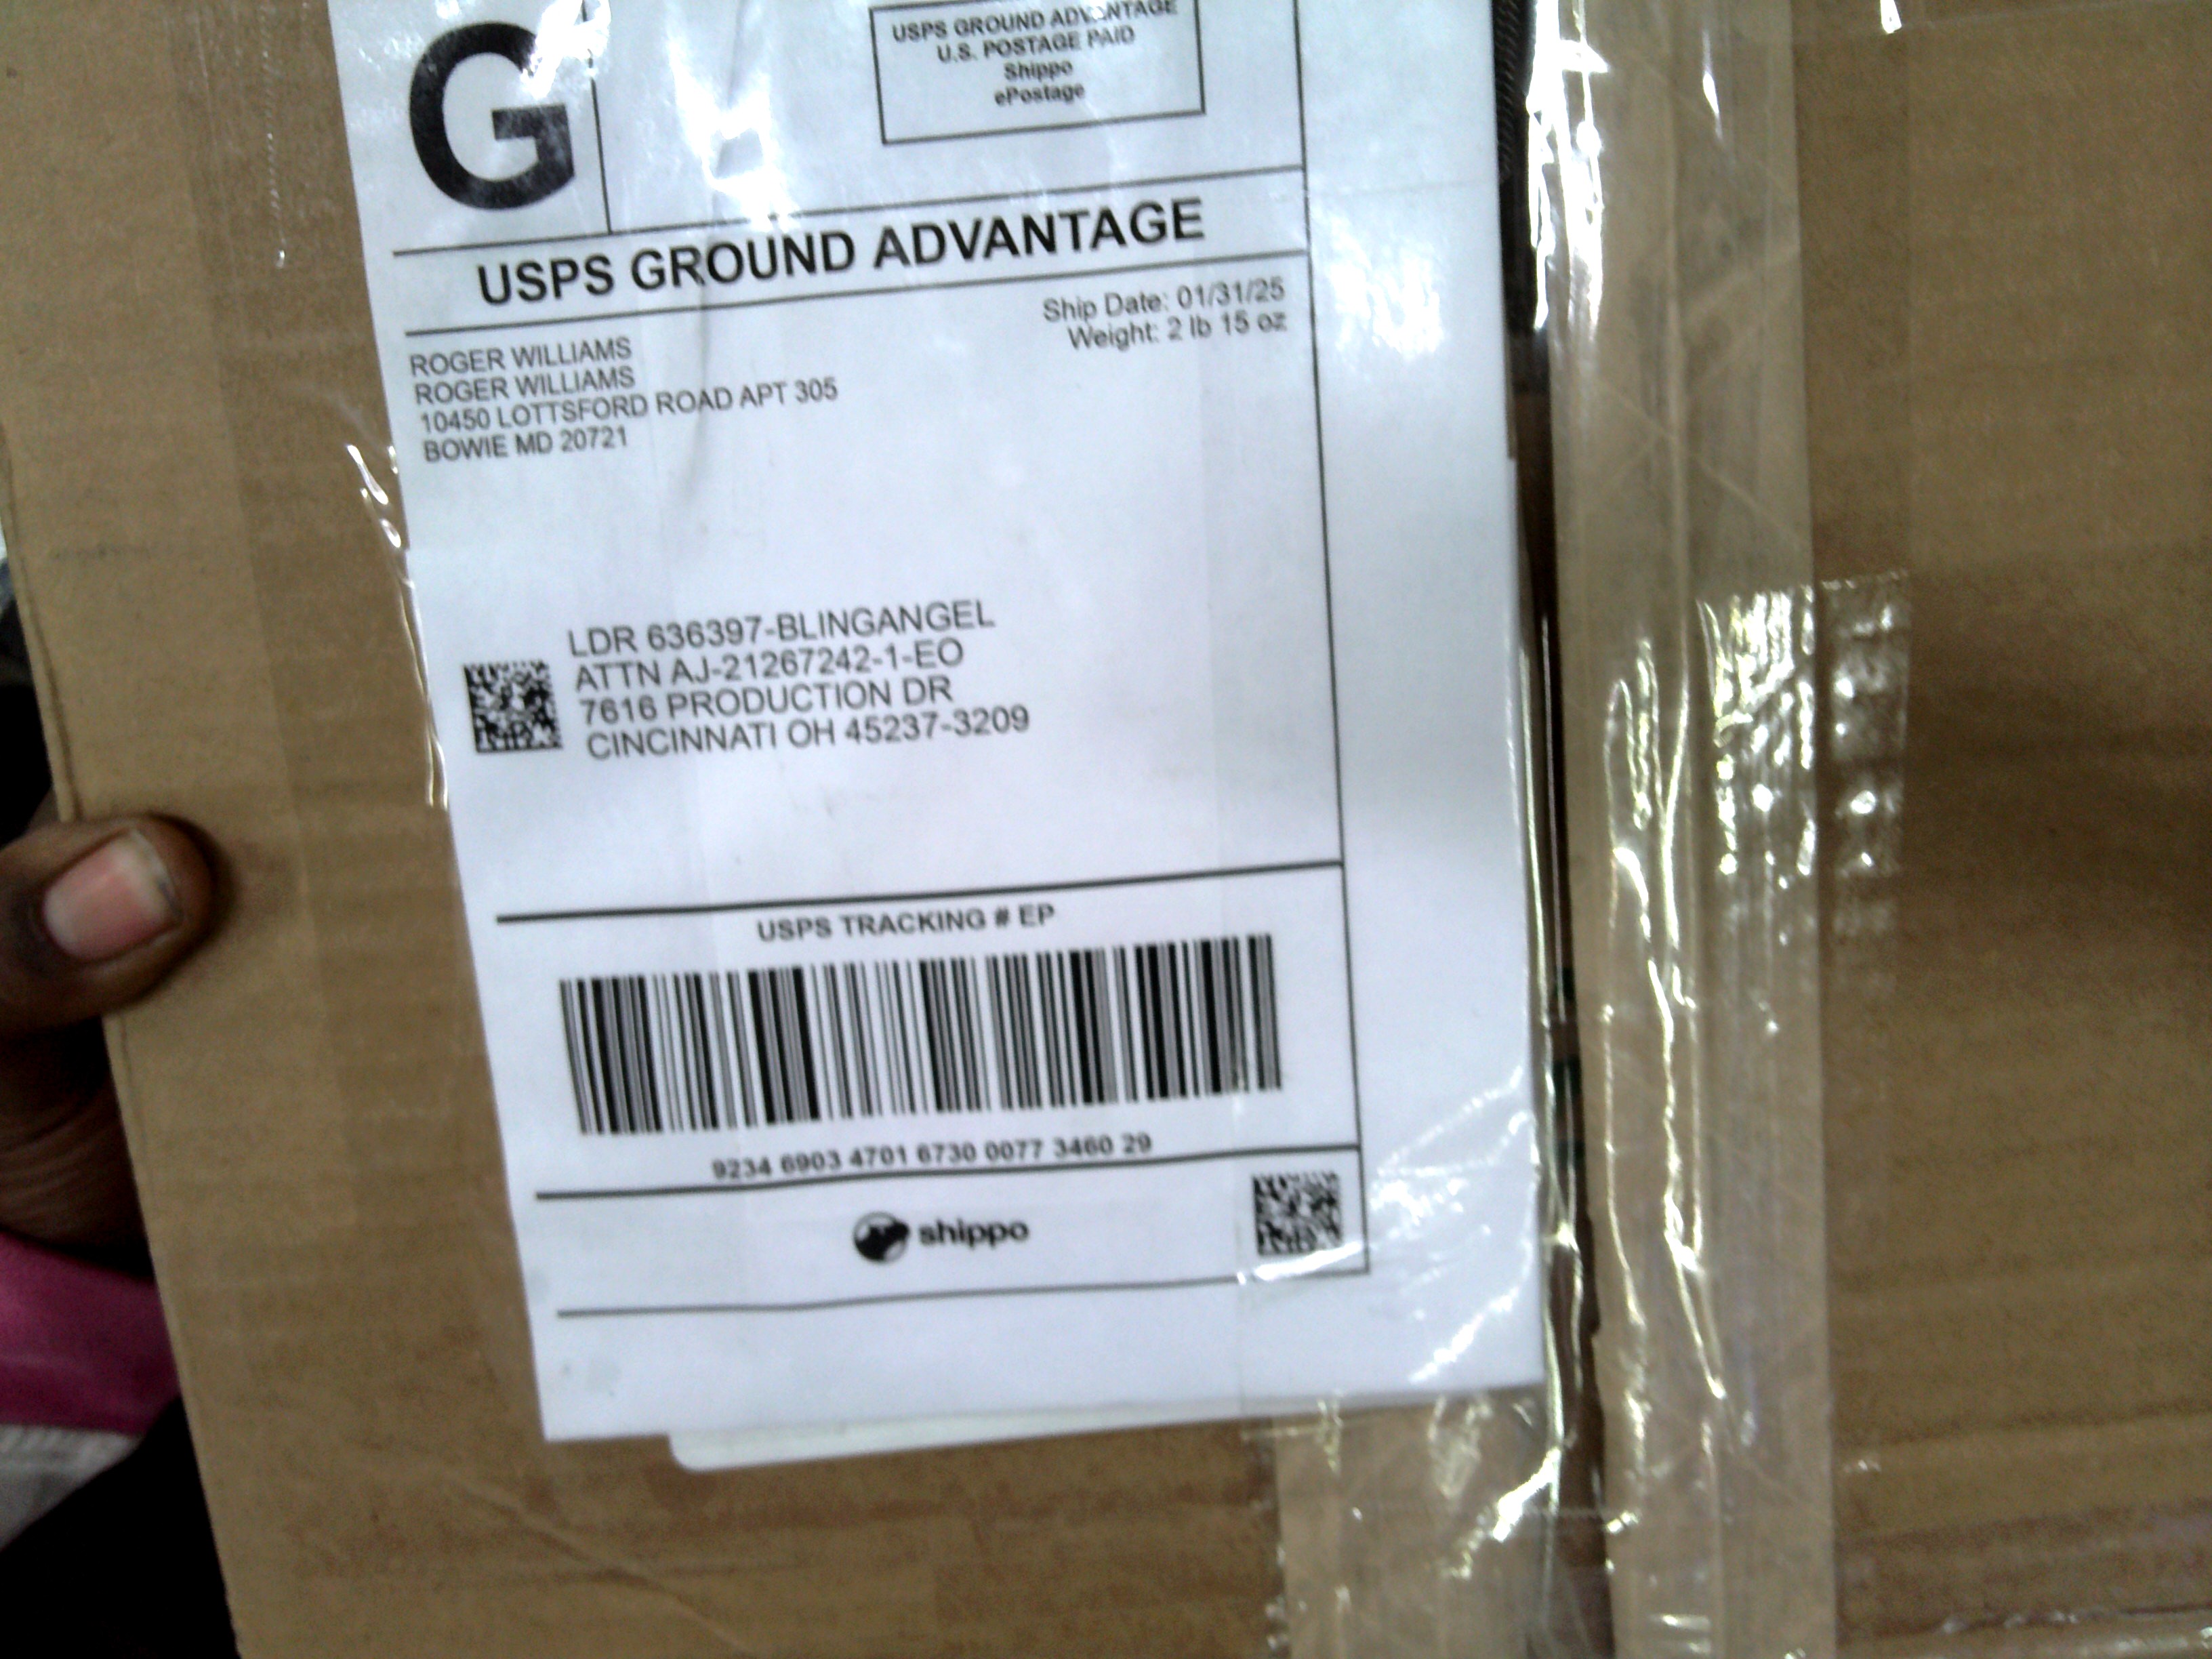 G
USPS GROUND ADVANTAGE
U.S. POSTAGE PAID
Shippo
ePostage
USPS GROUND ADVANTAGE
Ship Date: 01/31/25
Weight: 2 lb 15 oz
ROGER WILLIAMS
ROGER WILLIAMS
10450 LOTTSFORD ROAD APT 305
BOWIE MD 20721
LDR 636397-BLINGANGEL
ATTN AJ-21267242-1-EO
7616 PRODUCTION DR
CINCINNATI OH 45237-3209
USPS TRACKING # EP
9234 6903 4701 6730 0077 3460 29
shippo